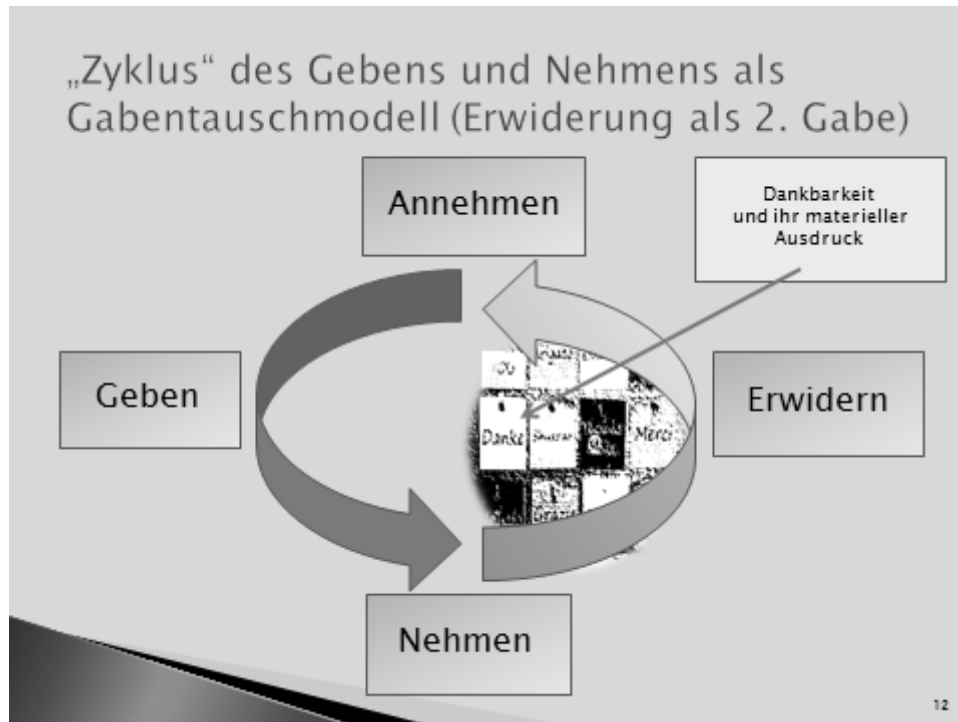 „Zyklus“ des Gebens und Nehmens als
Gabentauschmodell (Erwiderung als 2. Gabe)
Annehmen
Dankbarkeit
und ihr materieller
Ausdruck
Geben
Erwidern
Danke
Merci
Grazie
Nehmen
12